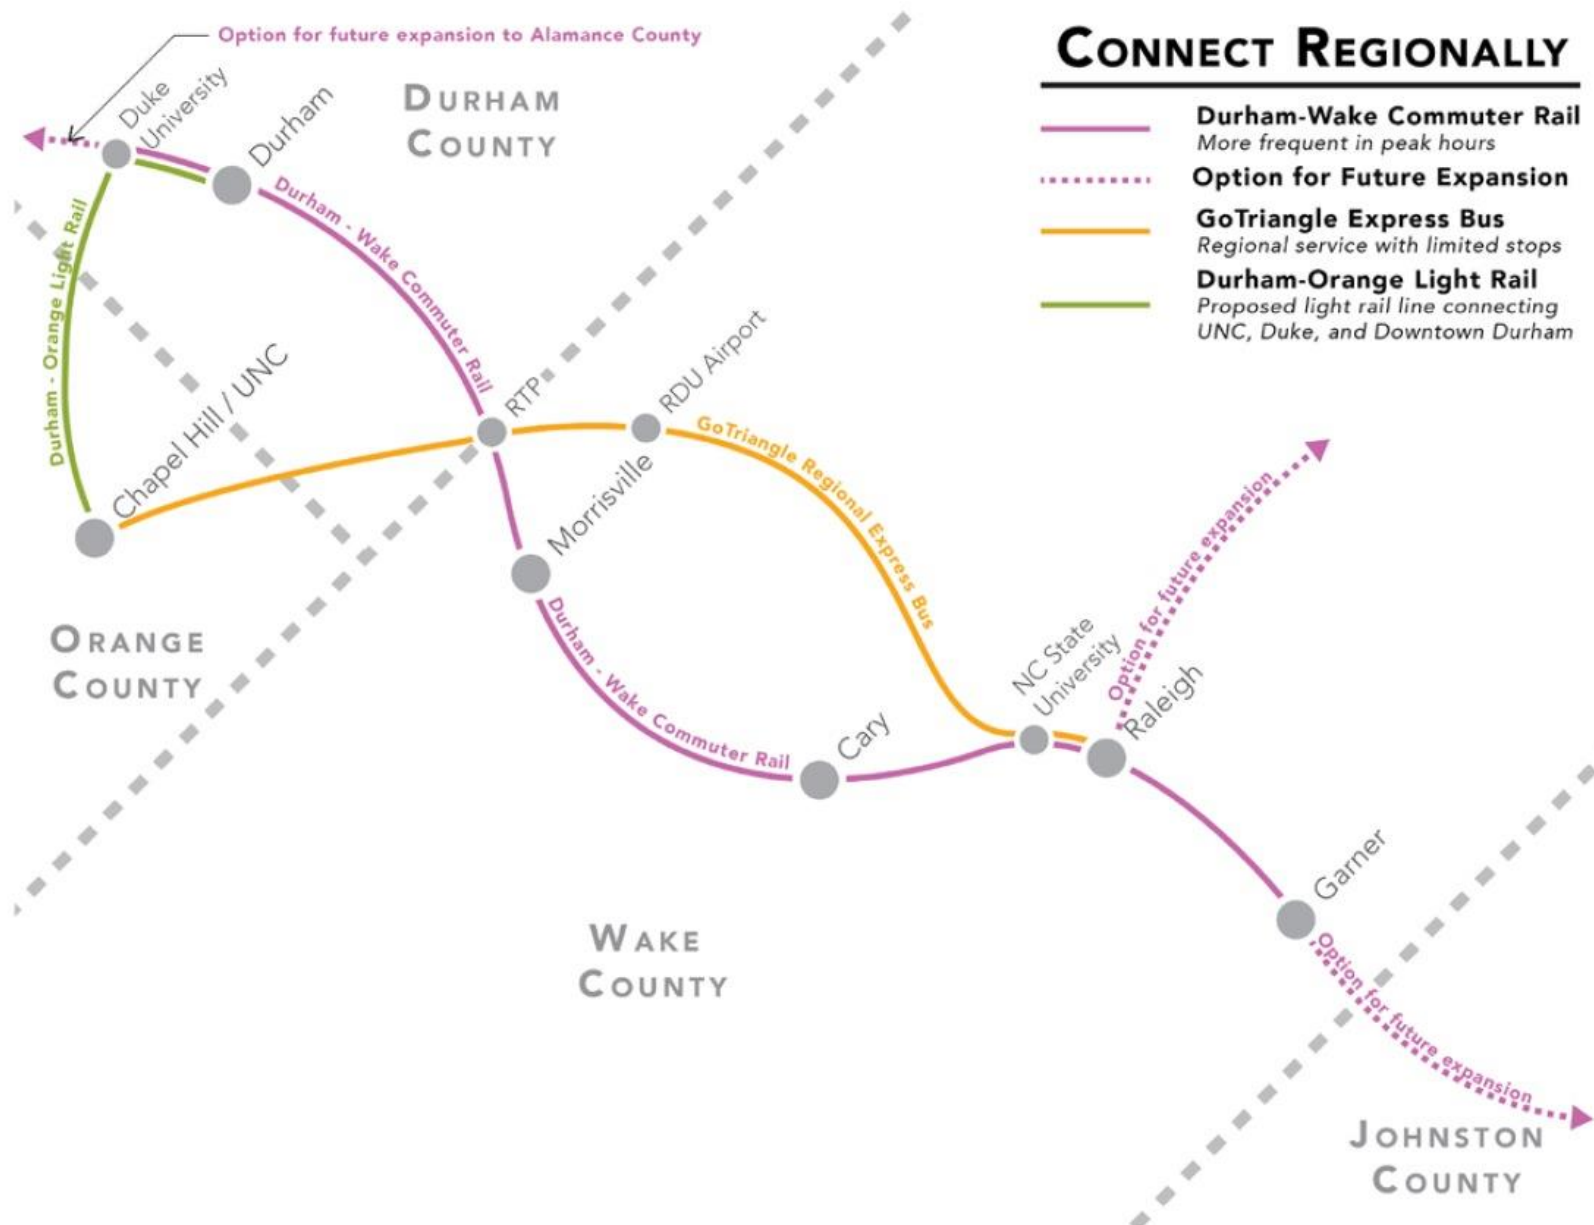 Option for future expansion to Alamance County
CONNECT REGIONALLY
Durham-Wake Commuter Rail
More frequent in peak hours
Option for Future Expansion
GoTriangle Express Bus
Regional service with limited stops
Durham-Orange Light Rail
Proposed light rail line connecting
UNC, Duke, and Downtown Durham
DURHAM
COUNTY
Duke
University
Durham
Durham - Wake Commuter Rail
Durham - Orange Light Rail
Chapel Hill / UNC
RTP
RDU Airport
GoTriangle Regional Express Bus
Morrisville
ORANGE
COUNTY
Durham - Wake Commuter Rail
Cary
NC State
University
Option for future expansion
Raleigh
Garner
WAKE
COUNTY
Option for future expansion
JOHNSTON
COUNTY